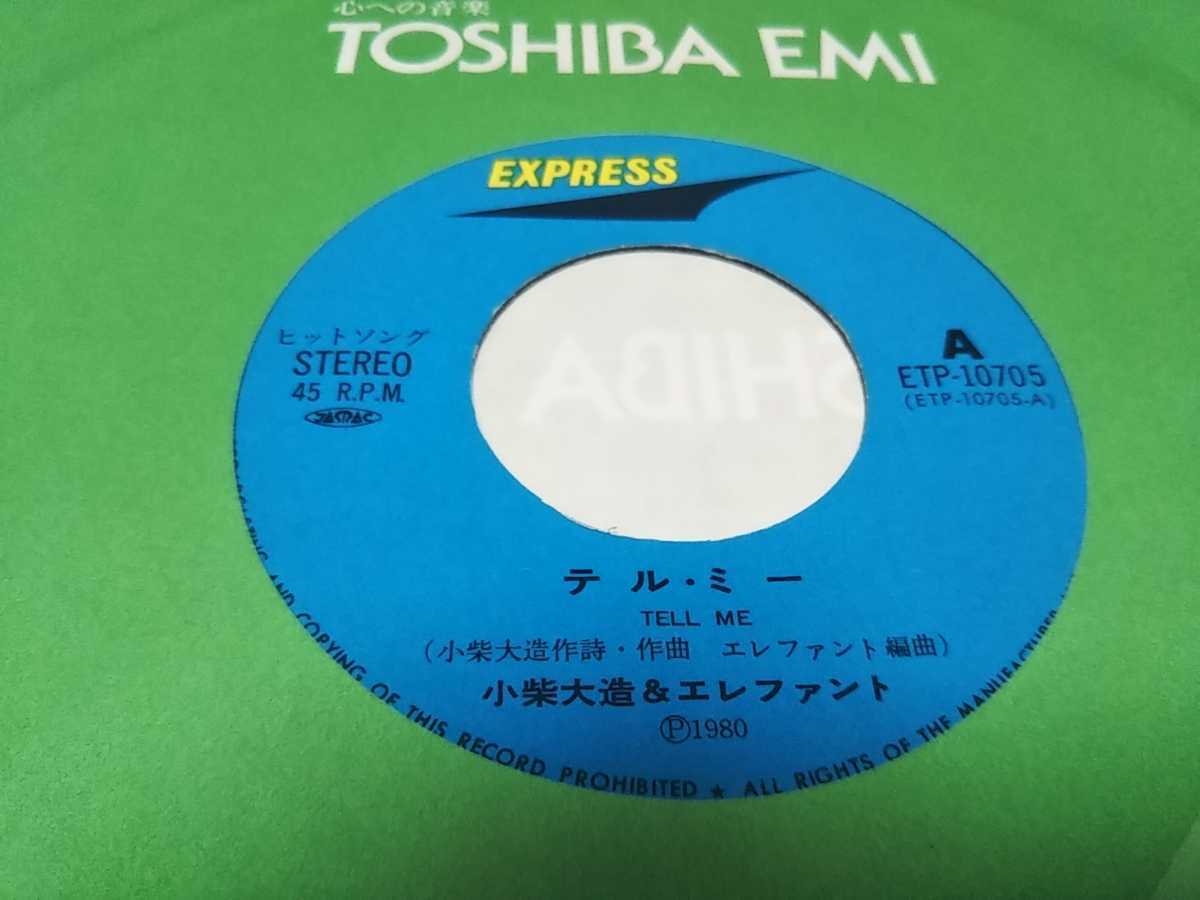 心への音楽
TOSHIBA EMI
EXPRESS
ヒットソング
STEREO
45 R.P.M.
JASRAC
A
ETP-10705
(ETP-10705-A)
テル・ミー
TELL ME
(小柴大造作詩・作曲 エレファント編曲)
小柴大造&エレファント
Ⓟ1980
AND COPYING OF THIS RECORD PROHIBITED ★ ALL RIGHTS OF THE MANUFACTURER